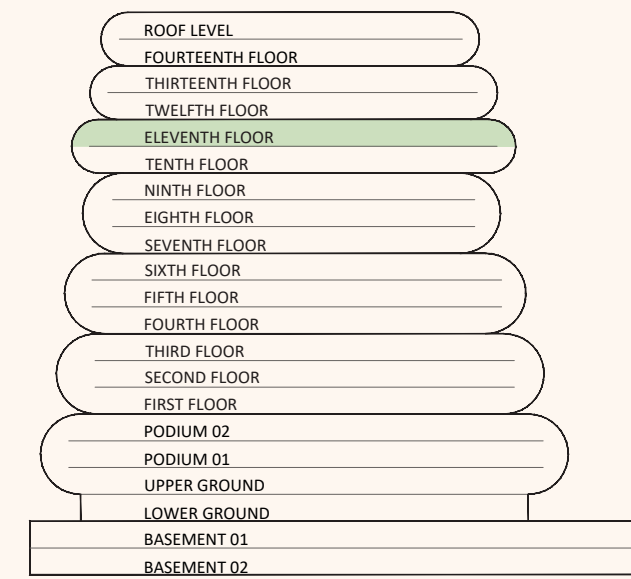 ROOF LEVEL
FOURTEENTH FLOOR
THIRTEENTH FLOOR
TWELFTH FLOOR
ELEVENTH FLOOR
TENTH FLOOR
NINTH FLOOR
EIGHTH FLOOR
SEVENTH FLOOR
SIXTH FLOOR
FIFTH FLOOR
FOURTH FLOOR
THIRD FLOOR
SECOND FLOOR
FIRST FLOOR
PODIUM 02
PODIUM 01
UPPER GROUND
LOWER GROUND
BASEMENT 01
BASEMENT 02